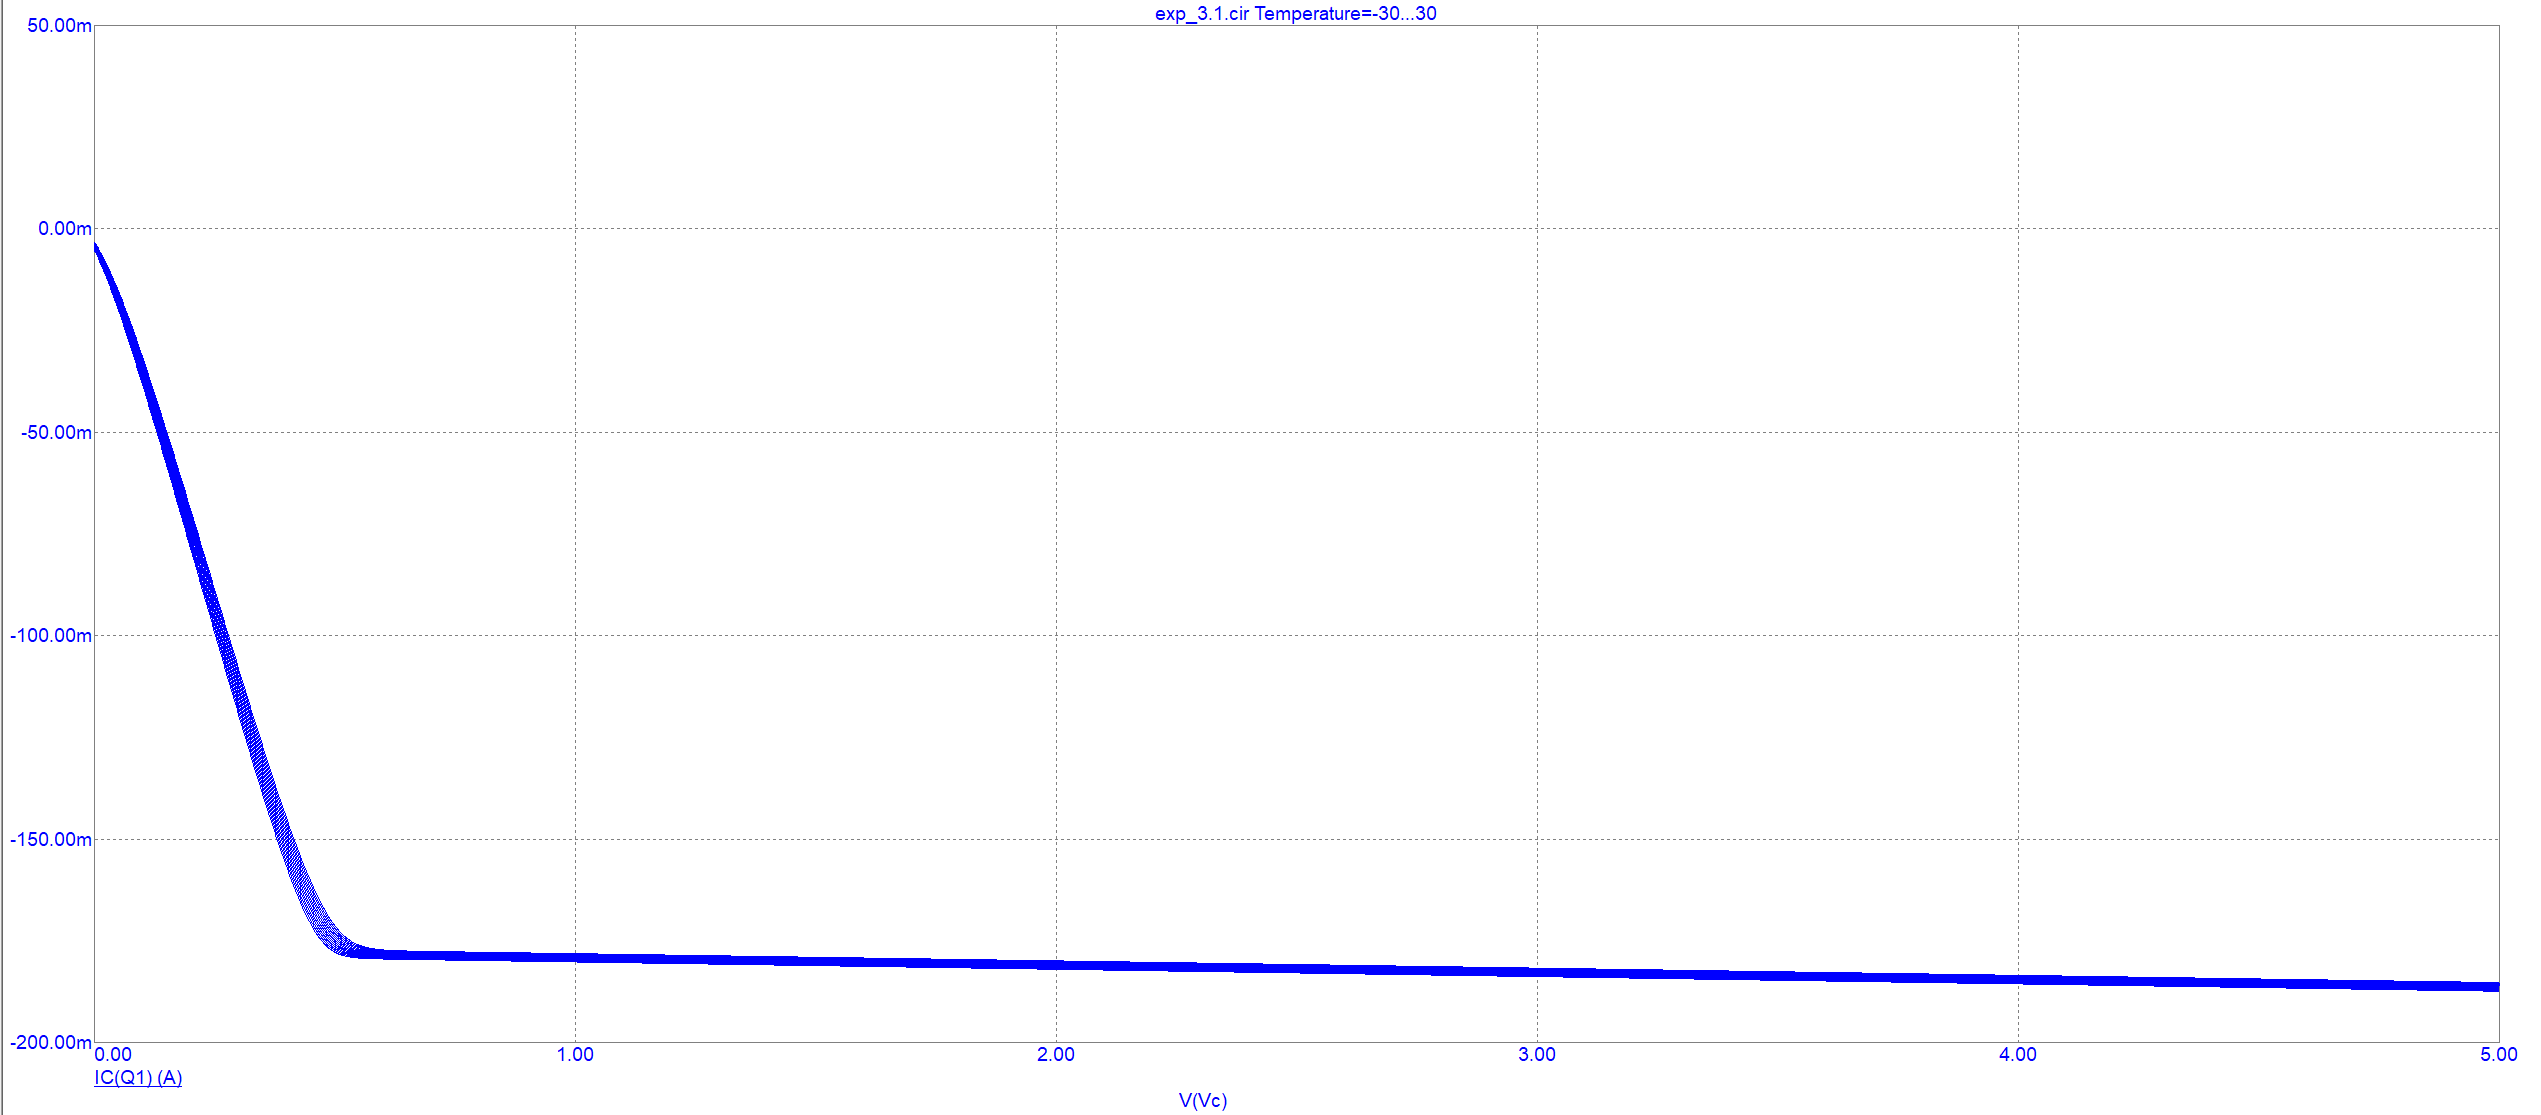 exp_3.1.cir Temperature=-30...30
50.00m
0.00m
-50.00m
-100.00m
-150.00m
-200.00m
0.00 1.00 2.00 3.00 4.00 5.00
IC(Q1) (A)
V(Vc)